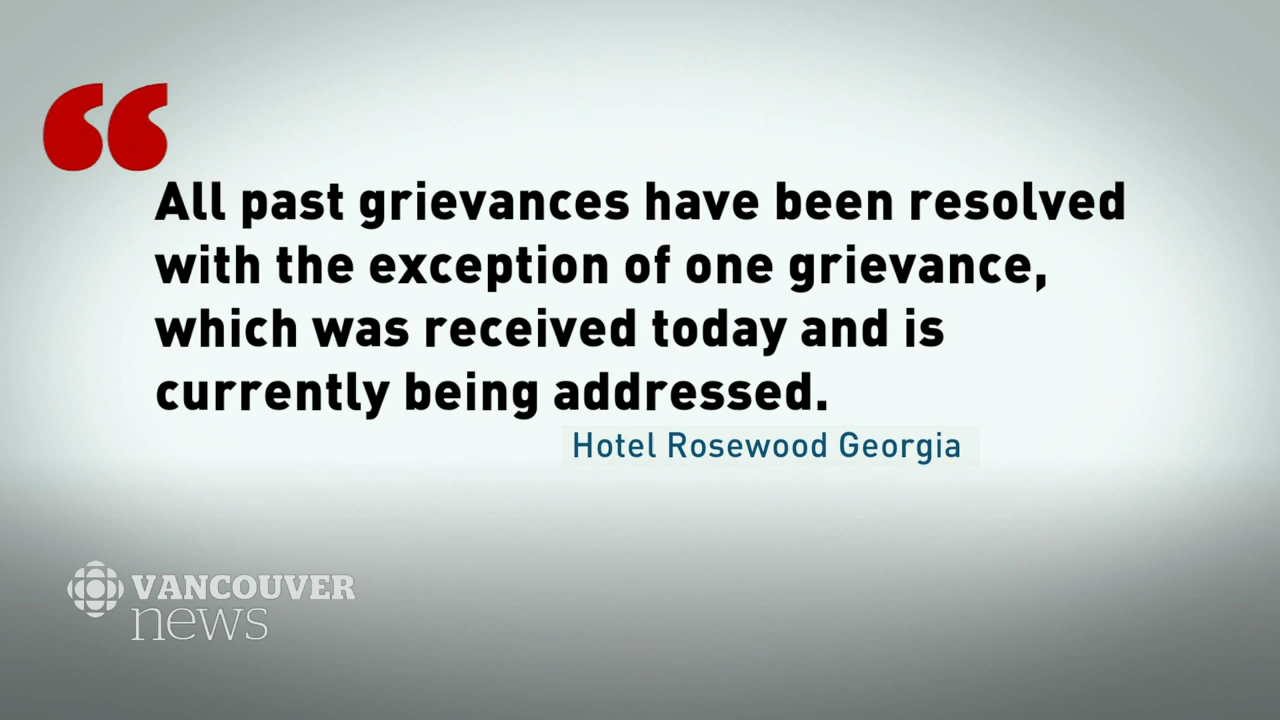 “
All past grievances have been resolved
with the exception of one grievance,
which was received today and is
currently being addressed.
Hotel Rosewood Georgia
VANCOUVER
news